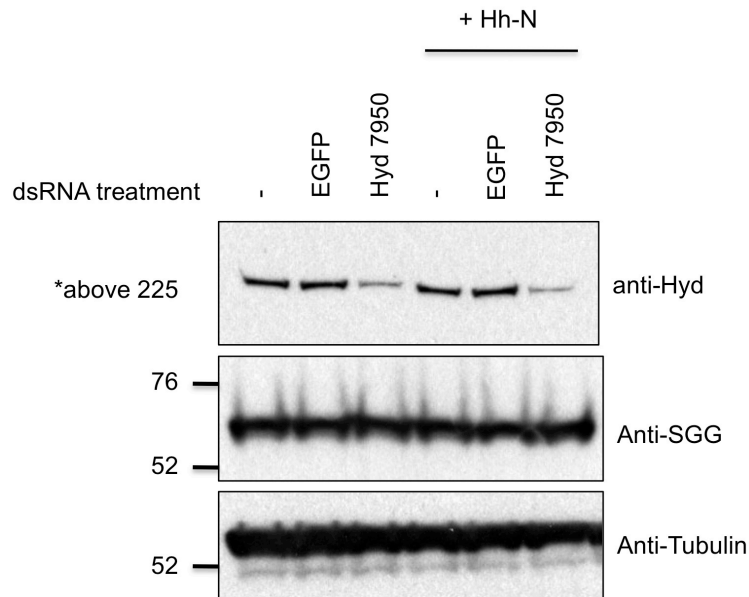 + Hh-N
dsRNA treatment - EGFP Hyd 7950 - EGFP Hyd 7950
*above 225 anti-Hyd
76
Anti-SGG
52
Anti-Tubulin
52